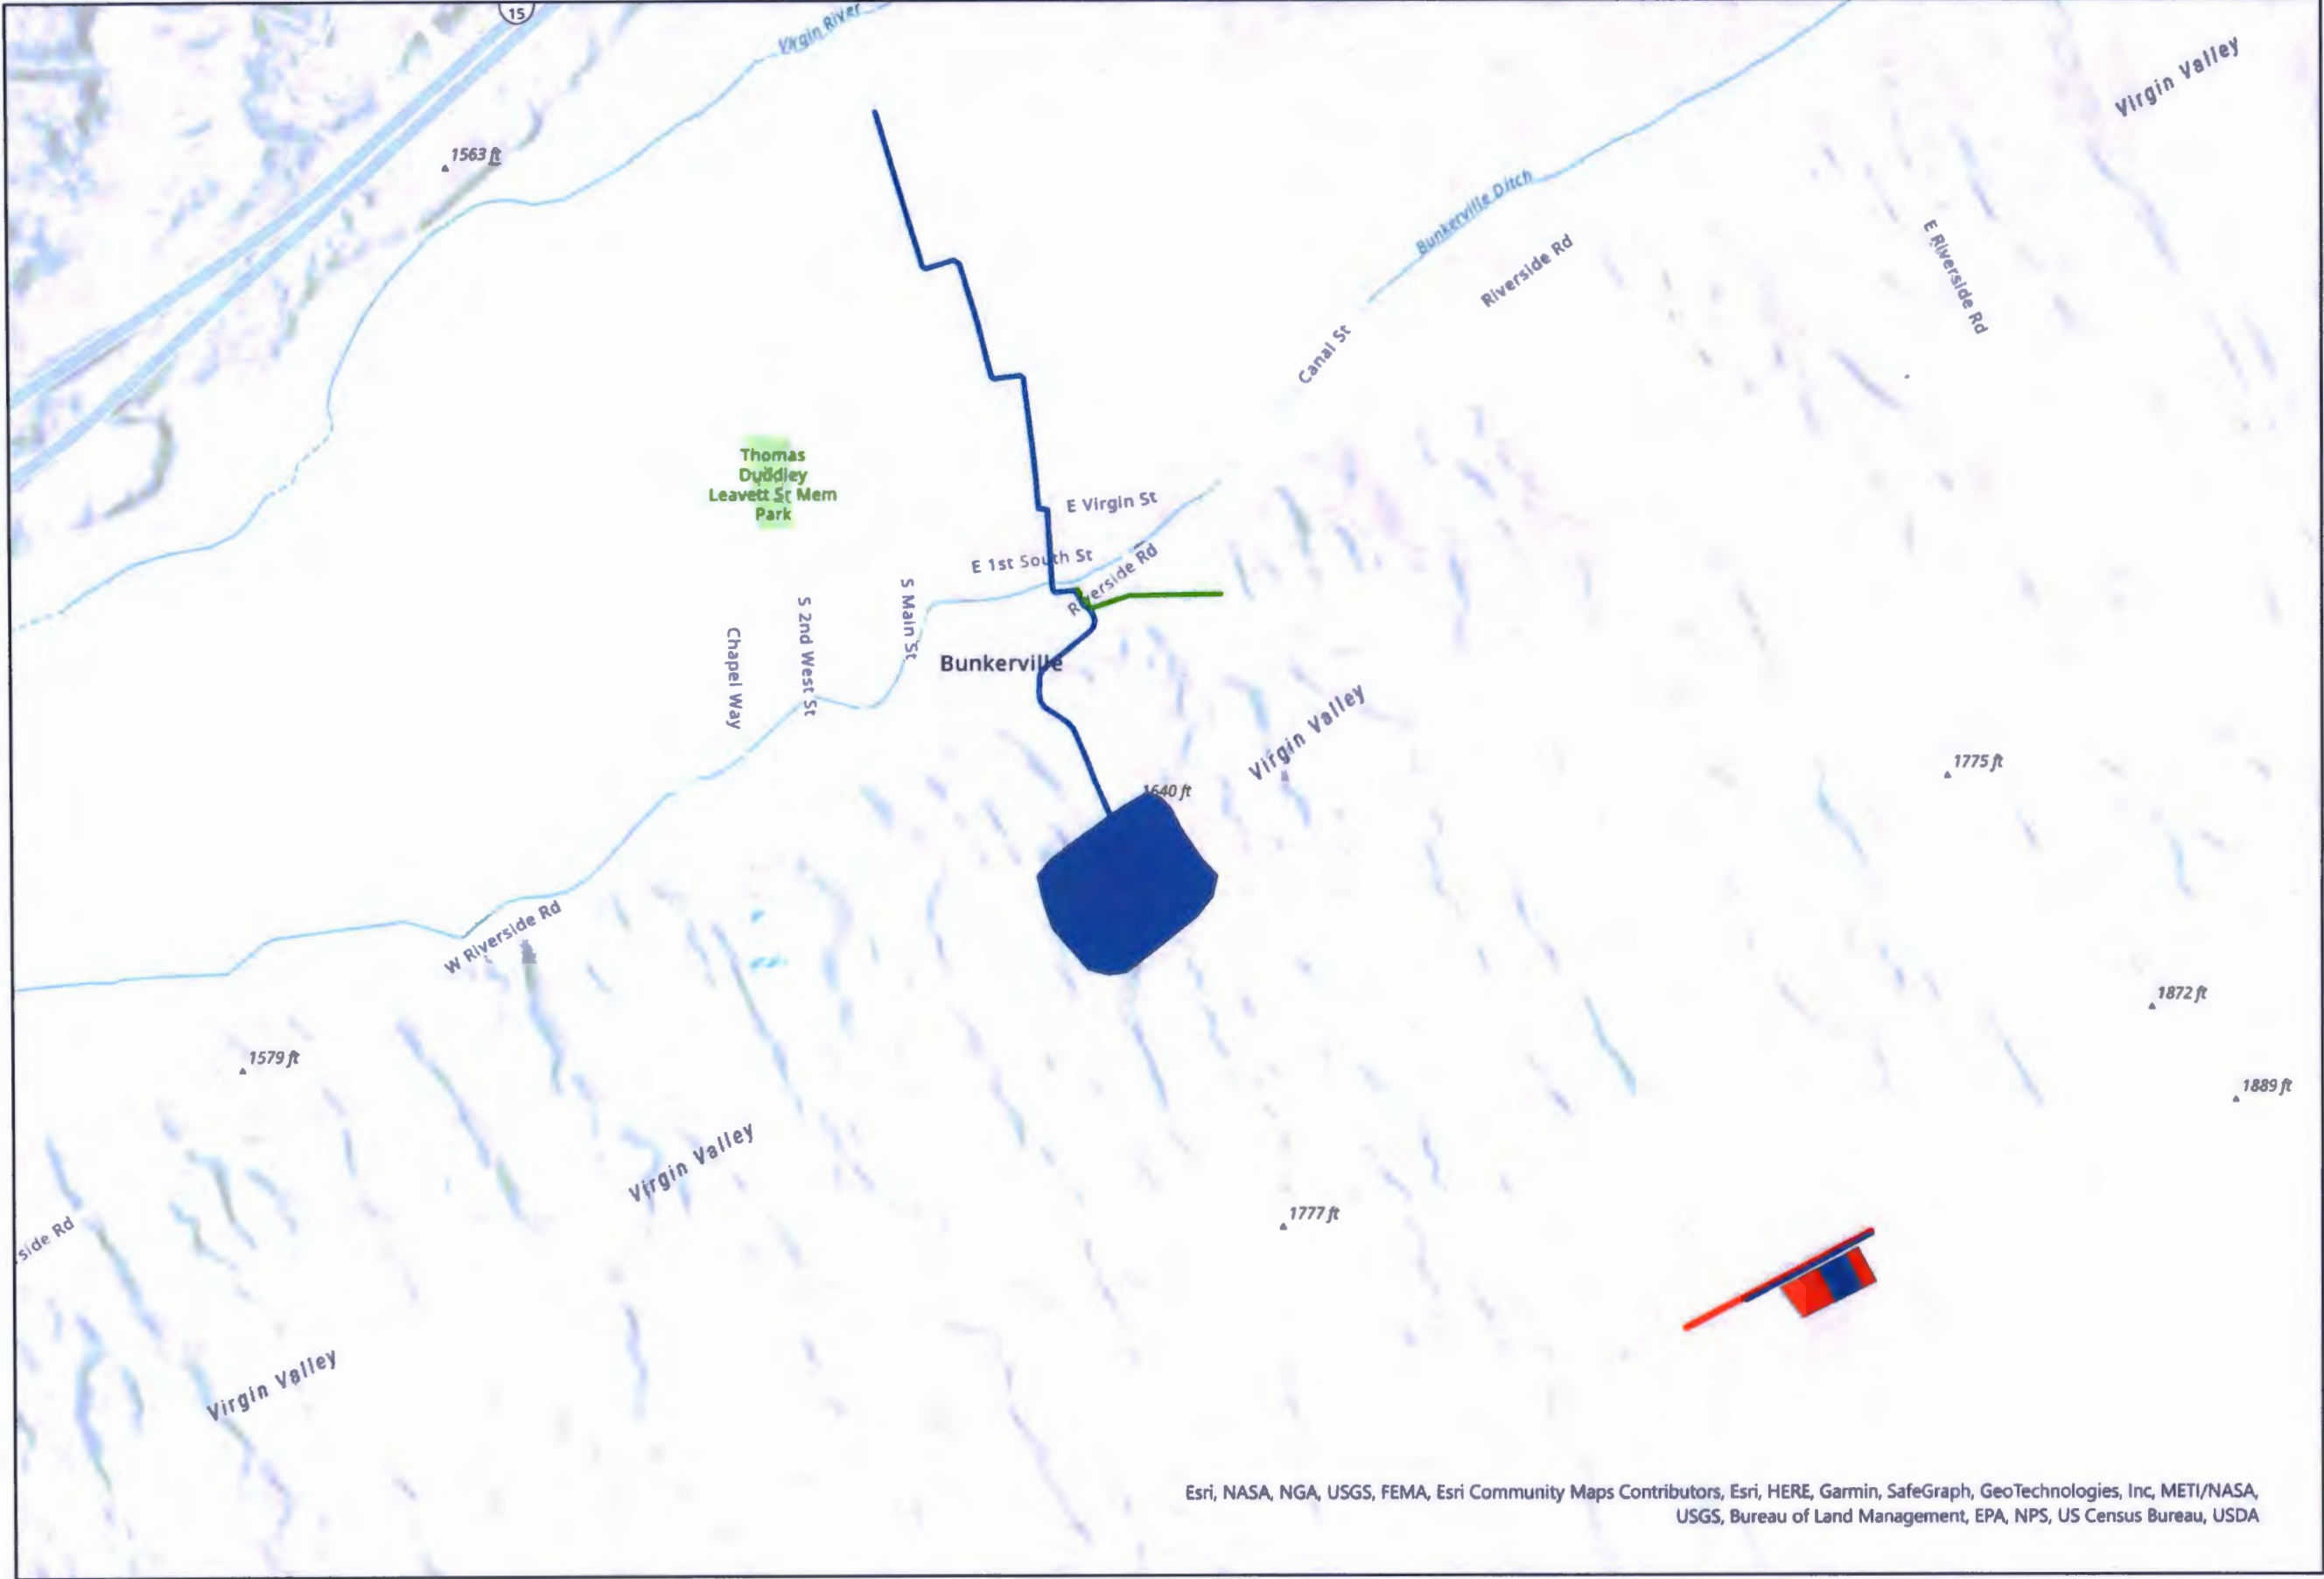 15
Virgin River
Virgin Valley
1563 ft
Bunkerville Ditch
E Riverside Rd
Riverside Rd
Canal St
Thomas
Duddley
Leavett Sr Mem
Park
E Virgin St
E 1st South St
Riverside Rd
S Main St
S 2nd West St
Chapel Way
Bunkerville
Virgin Valley
1640 ft
1775 ft
W Riverside Rd
1872 ft
1579 ft
1889 ft
Virgin Valley
1777 ft
side Rd
Virgin Valley
Esri, NASA, NGA, USGS, FEMA, Esri Community Maps Contributors, Esri, HERE, Garmin, SafeGraph, GeoTechnologies, Inc, METI/NASA,
USGS, Bureau of Land Management, EPA, NPS, US Census Bureau, USDA